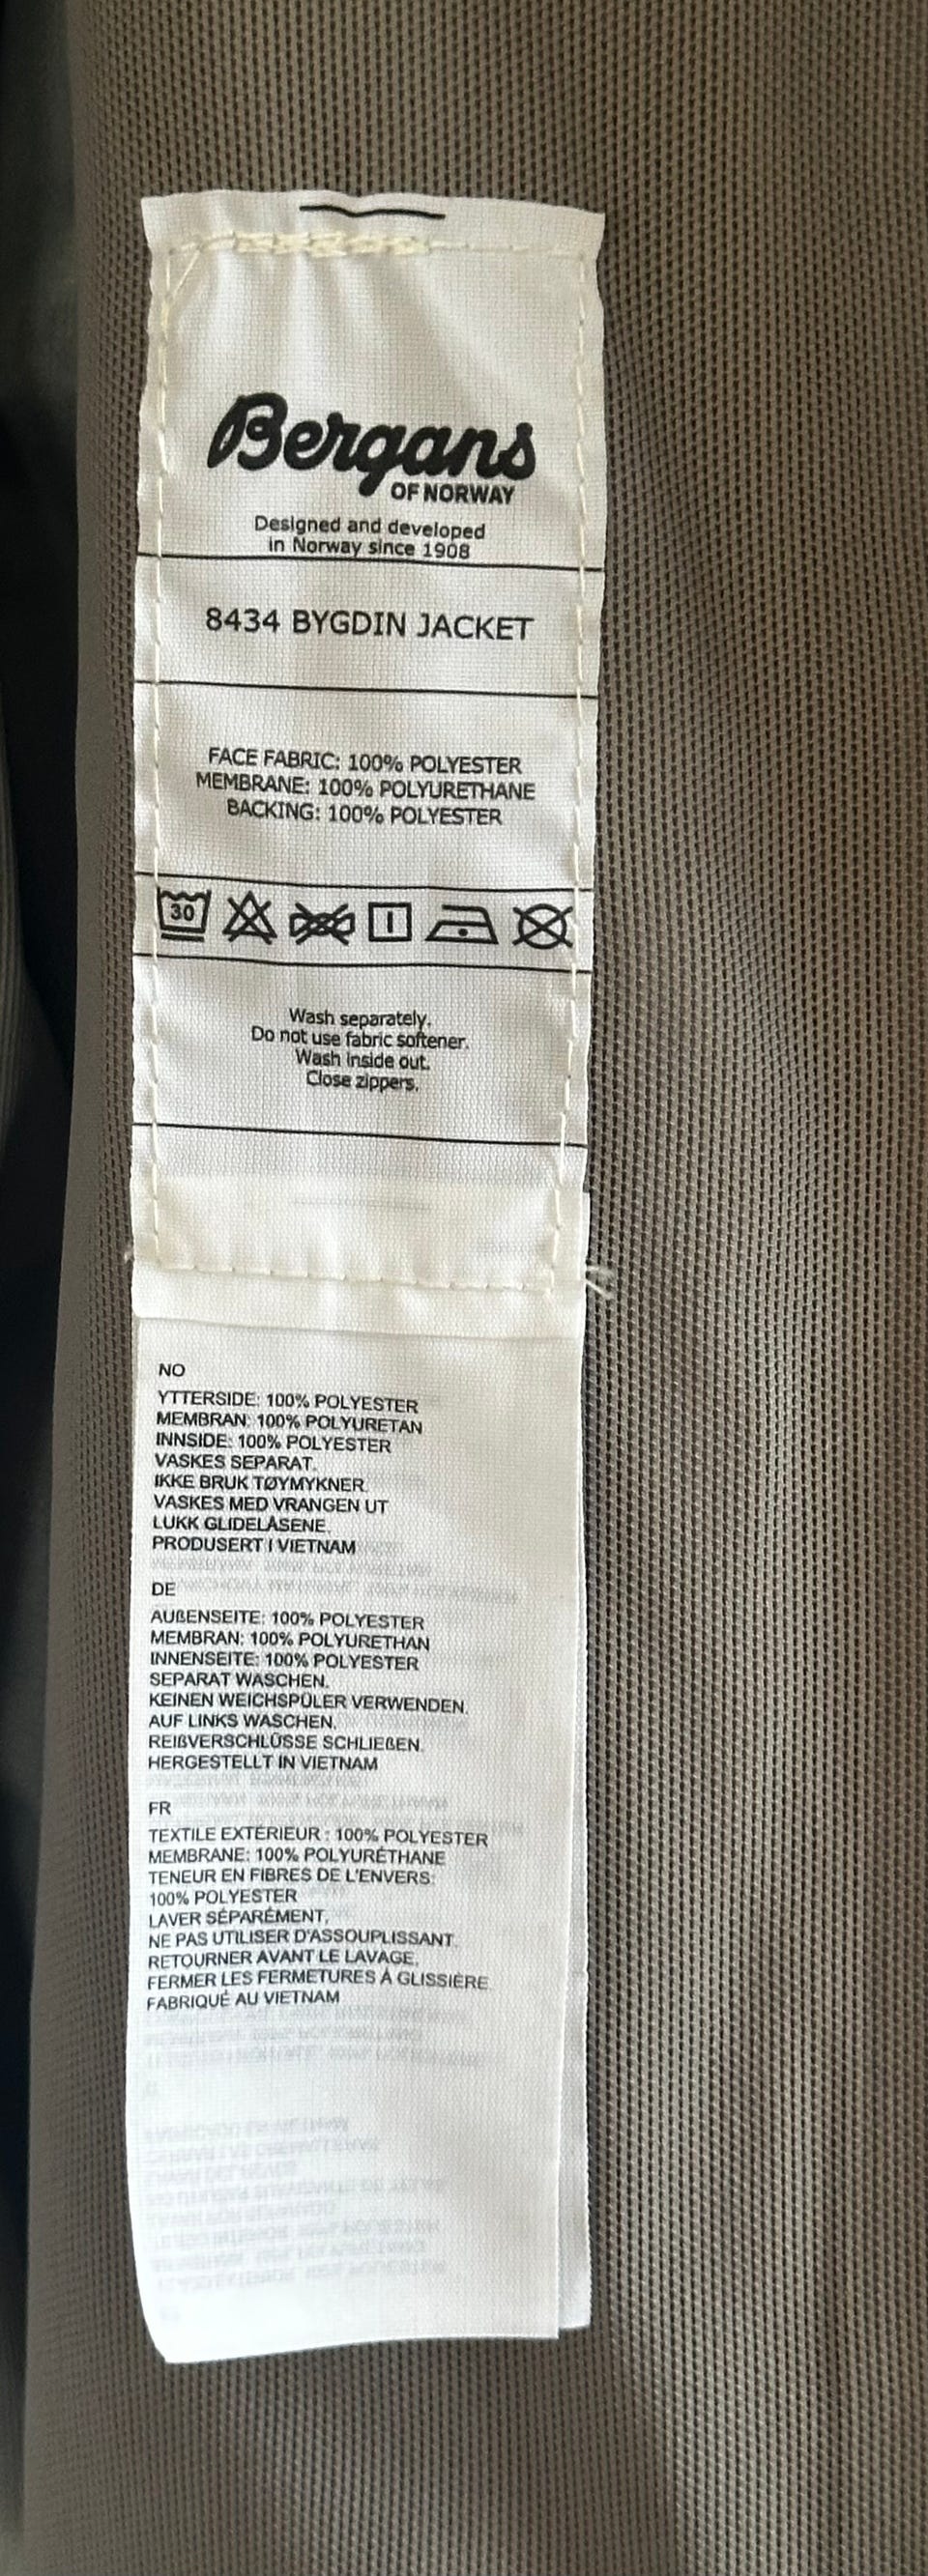 Bergans
OF NORWAY
Designed and developed
in Norway since 1908
8434 BYGDIN JACKET
FACE FABRIC: 100% POLYESTER
MEMBRANE: 100% POLYURETHANE
BACKING: 100% POLYESTER
30
Wash separately.
Do not use fabric softener.
Wash inside out.
Close zippers.
NO
YTTERSIDE: 100% POLYESTER
MEMBRAN: 100% POLYURETAN
INNSIDE: 100% POLYESTER
VASKES SEPARAT.
IKKE BRUK TØYMYKNER.
VASKES MED VRANGEN UT
LUKK GLIDELÅSENE.
PRODUSERT I VIETNAM
DE
AUßENSEITE: 100% POLYESTER
MEMBRAN: 100% POLYURETHAN
INNENSEITE: 100% POLYESTER
SEPARAT WASCHEN.
KEINEN WEICHSPÜLER VERWENDEN.
AUF LINKS WASCHEN.
REIßVERSCHLÜSSE SCHLIEßEN.
HERGESTELLT IN VIETNAM
FR
TEXTILE EXTÉRIEUR : 100% POLYESTER
MEMBRANE: 100% POLYURÉTHANE
TENEUR EN FIBRES DE L'ENVERS:
100% POLYESTER
LAVER SÉPARÉMENT,
NE PAS UTILISER D'ASSOUPLISSANT.
RETOURNER AVANT LE LAVAGE.
FERMER LES FERMETURES À GLISSIÈRE.
FABRIQUÉ AU VIETNAM